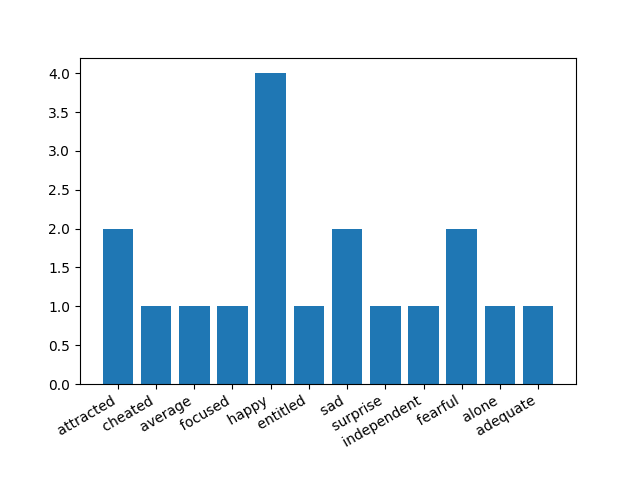 4.0
3.5
3.0
2.5
2.0
1.5
1.0
0.5
0.0
attracted
cheated
average
focused
happy
entitled
sad
surprise
independent
fearful
alone
adequate